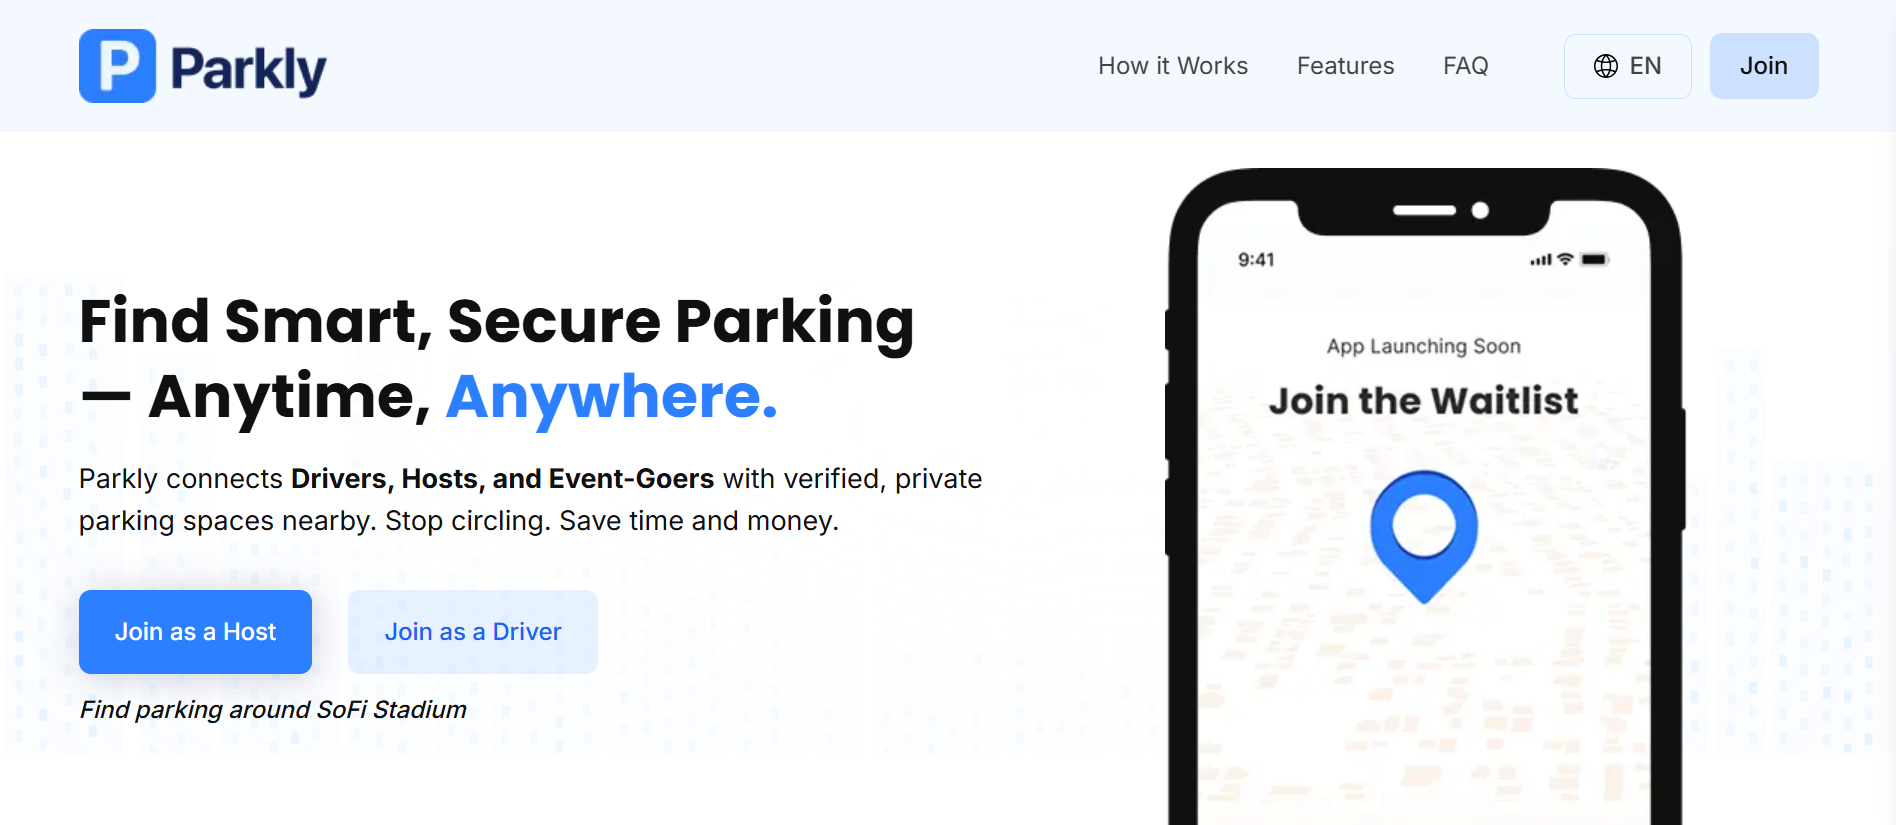 P Parkly
How it Works
Features
FAQ
EN
Join
Find Smart, Secure Parking
— Anytime, Anywhere.
Parkly connects Drivers, Hosts, and Event-Goers with verified, private
parking spaces nearby. Stop circling. Save time and money.
Join as a Host
Join as a Driver
Find parking around SoFi Stadium
9:41
App Launching Soon
Join the Waitlist